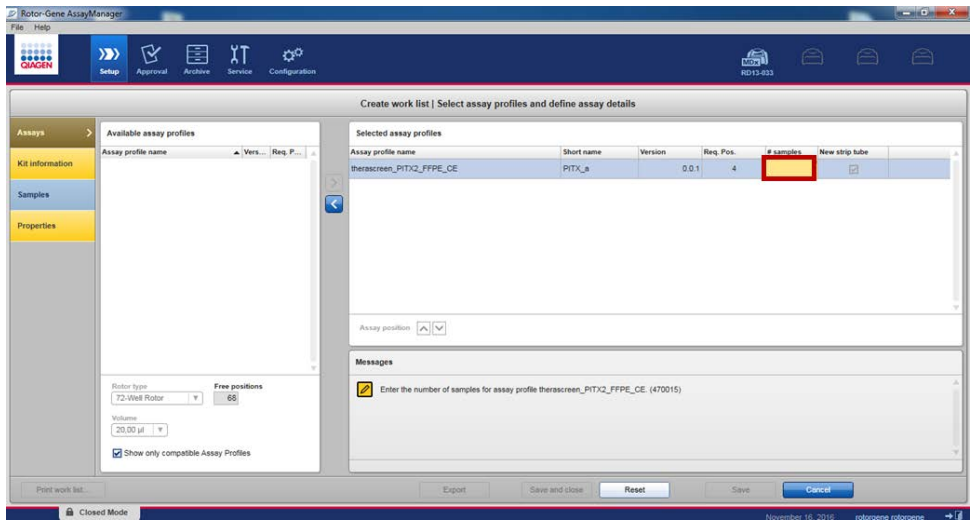 Rotor-Gene AssayManager
File Help
QIAGEN
Setup Approval Archive Service Configuration
MDx
RD13-033
Create work list | Select assay profiles and define assay details
Assays
Kit information
Samples
Properties
Available assay profiles
Assay profile name Vers... Req. P...
Rotor type Free positions
72-Well Rotor 68
Volume
20,00 µl
Show only compatible Assay Profiles
Selected assay profiles
Assay profile name Short name Version Req. Pos. # samples New strip tube
therascreen_PITX2_FFPE_CE PITX_a 0.0.1 4
Assay position
Messages
Enter the number of samples for assay profile therascreen_PITX2_FFPE_CE. (470015)
Print work list... Export Save and close Reset Save Cancel
Closed Mode November 16, 2016 rotorgene rotorgene